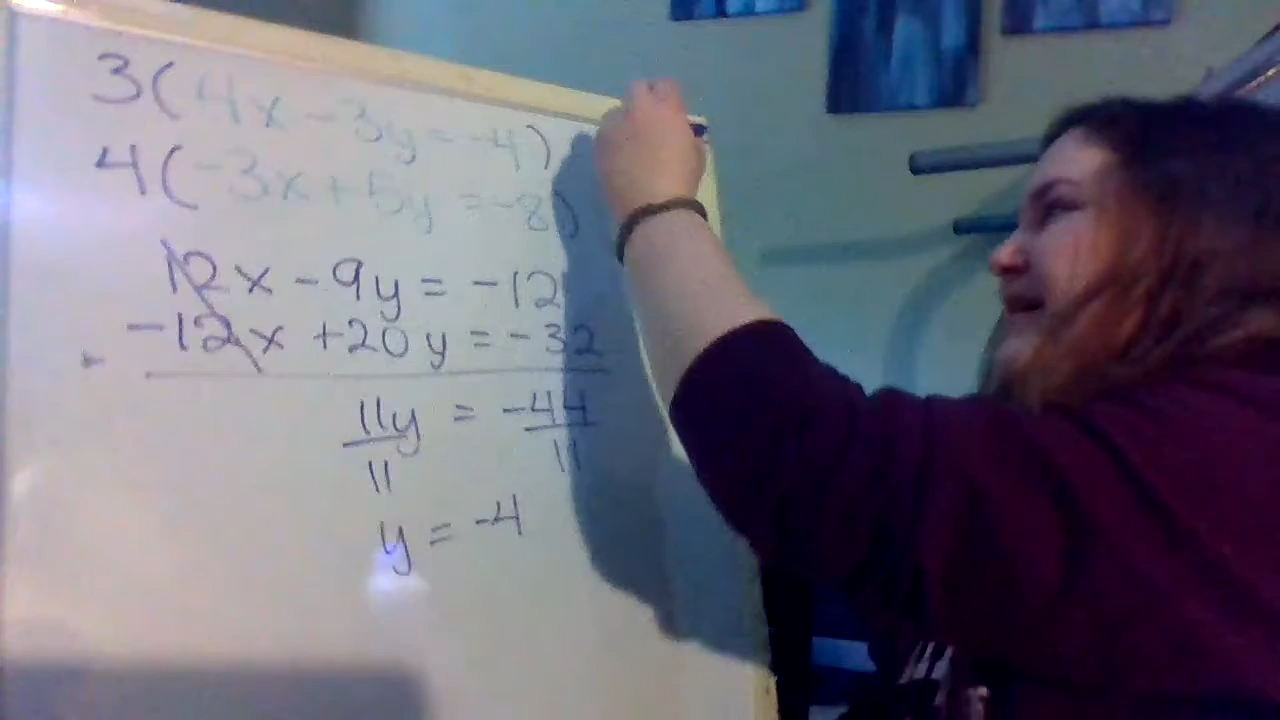 3(4x - 3y = -4)
4(-3x + 5y = -8)
12x - 9y = -12
-12x + 20y = -32
11y = -44
11 11
y = -4